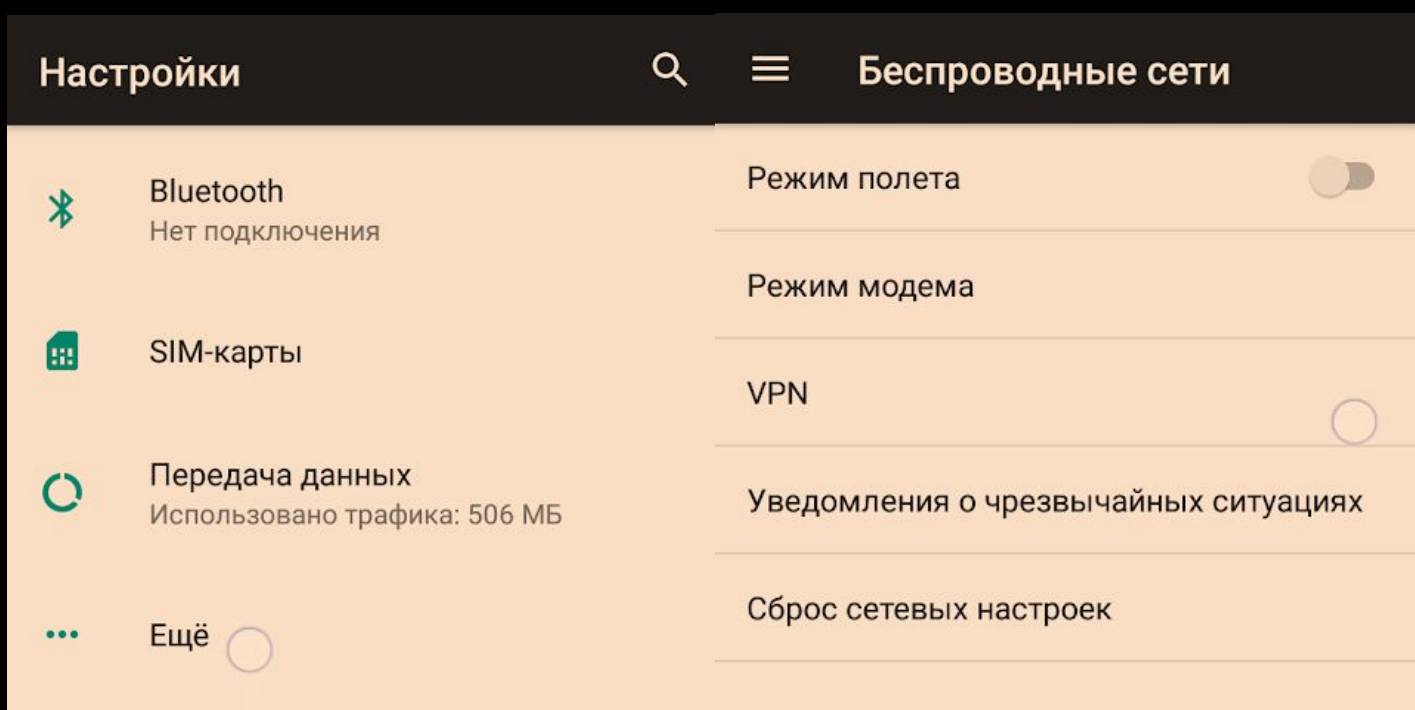 Настройки
Bluetooth
Нет подключения
SIM-карты
Передача данных
Использовано трафика: 506 МБ
Ещё
Беспроводные сети
Режим полета
Режим модема
VPN
Уведомления о чрезвычайных ситуациях
Сброс сетевых настроек